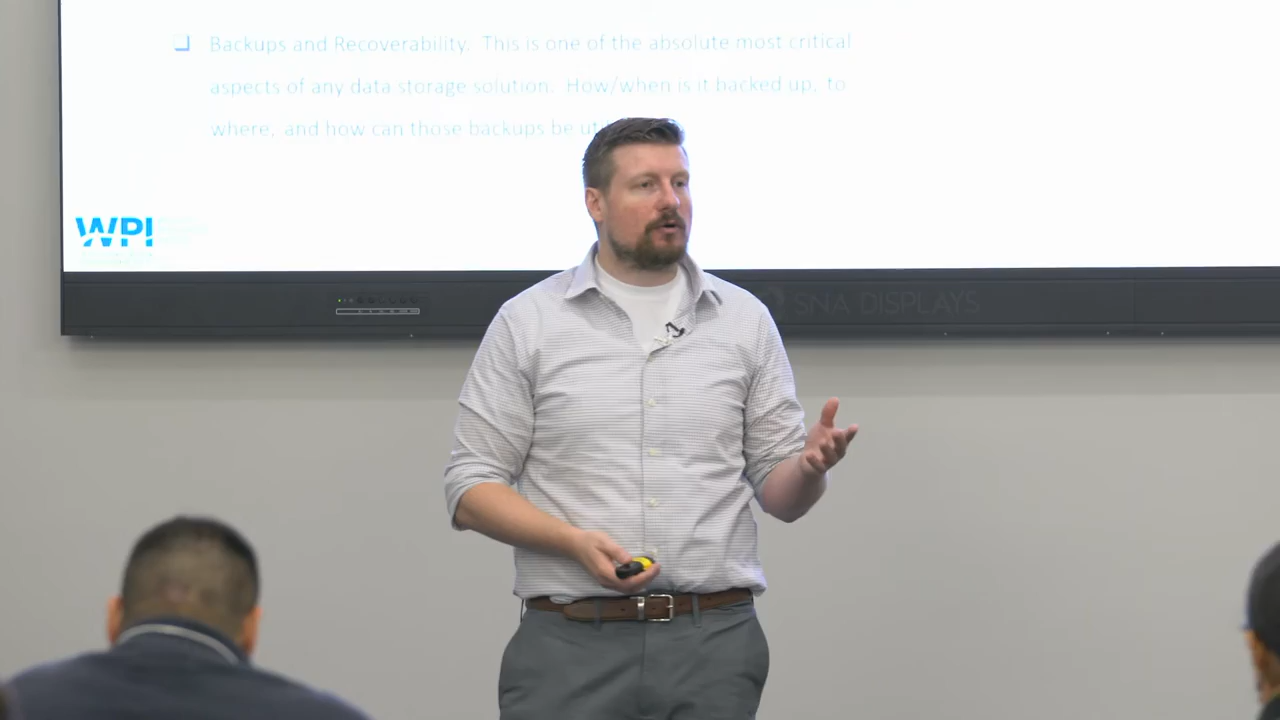 Backups and Recoverability: This is one of the absolute most critical
aspects of any data storage solution. How/when is it backed up, to
where, and how can those backups be
WPI
SNA DISPLAYS